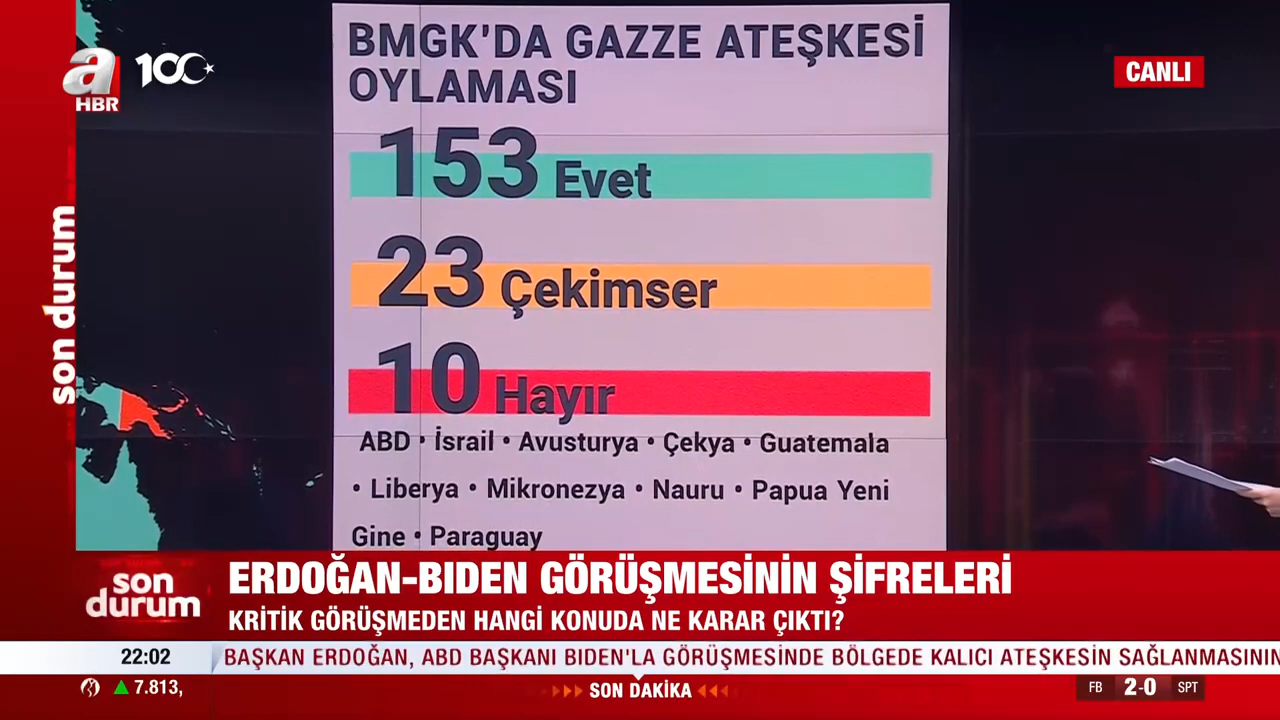 BMGK'DA GAZZE ATEŞKESİ
OYLAMASI
a
HBR
100
CANLI
153 Evet
23 Çekimser
10 Hayır
ABD • İsrail • Avusturya • Çekya • Guatemala
• Liberya • Mikronezya • Nauru • Papua Yeni
Gine • Paraguay
son durum
son
durum
ERDOĞAN-BIDEN GÖRÜŞMESİNİN ŞİFRELERİ
KRİTİK GÖRÜŞMEDEN HANGİ KONUDA NE KARAR ÇIKTI?
22:02
BAŞKAN ERDOĞAN, ABD BAŞKANI BIDEN'LA GÖRÜŞMESİNDE BÖLGEDE KALICI ATEŞKESİN SAĞLANMASININ
7.813,
SON DAKİKA
FB 2-0 SPT